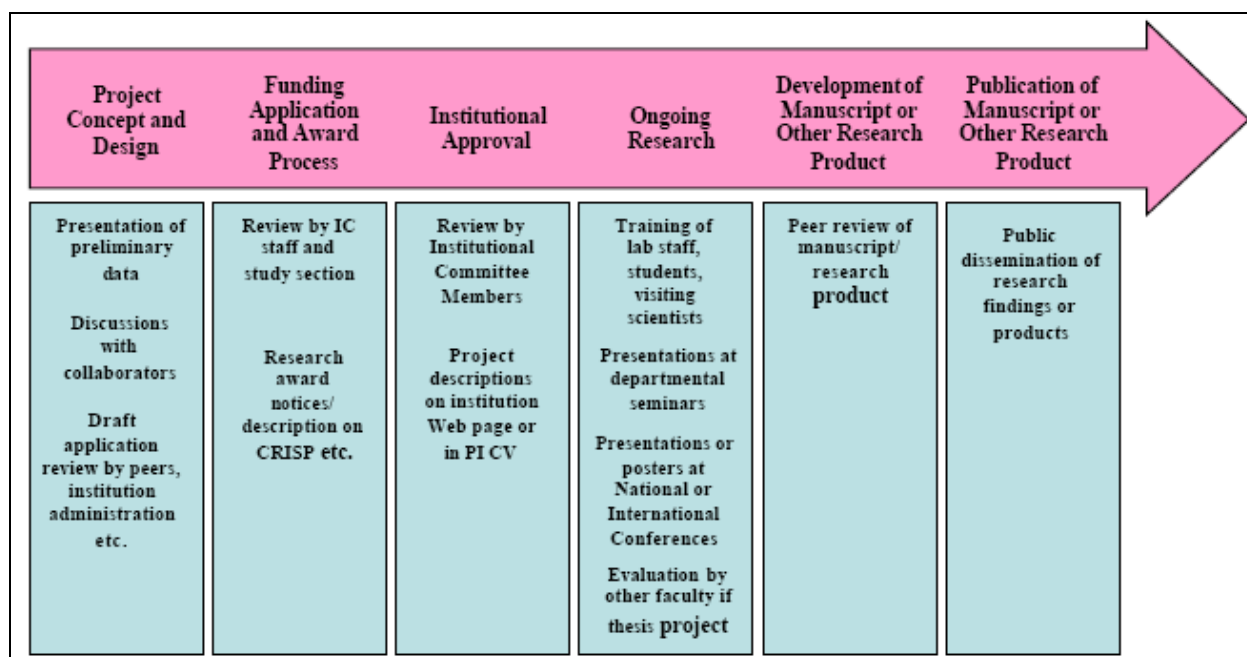 Project
Concept and
Design
Funding
Application
and Award
Process
Institutional
Approval
Ongoing
Research
Development of
Manuscript or
Other Research
Product
Publication of
Manuscript or
Other Research
Product
Presentation of
preliminary
data
Discussions
with
collaborators
Draft
application
review by peers,
institution
administration
etc.
Review by IC
staff and
study section
Research
award
notices/
description on
CRISP etc.
Review by
Institutional
Committee
Members
Project
descriptions
on institution
Web page or
in PI CV
Training of
lab staff,
students,
visiting
scientists
Presentations at
departmental
seminars
Presentations or
posters at
National or
International
Conferences
Evaluation by
other faculty if
thesis project
Peer review of
manuscript/
research
product
Public
dissemination of
research
findings or
products